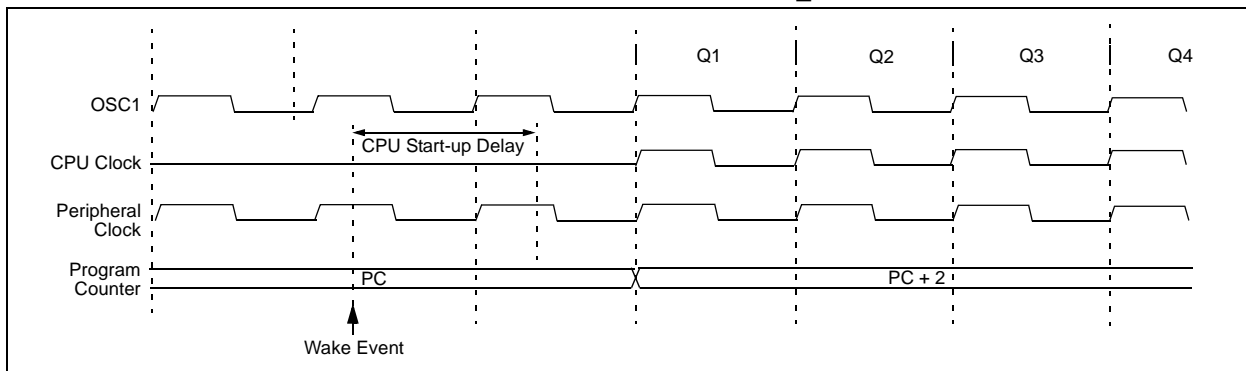 Q1 Q2 Q3 Q4
OSC1
CPU Start-up Delay
CPU Clock
Peripheral
Clock
Program
Counter
PC PC + 2
Wake Event